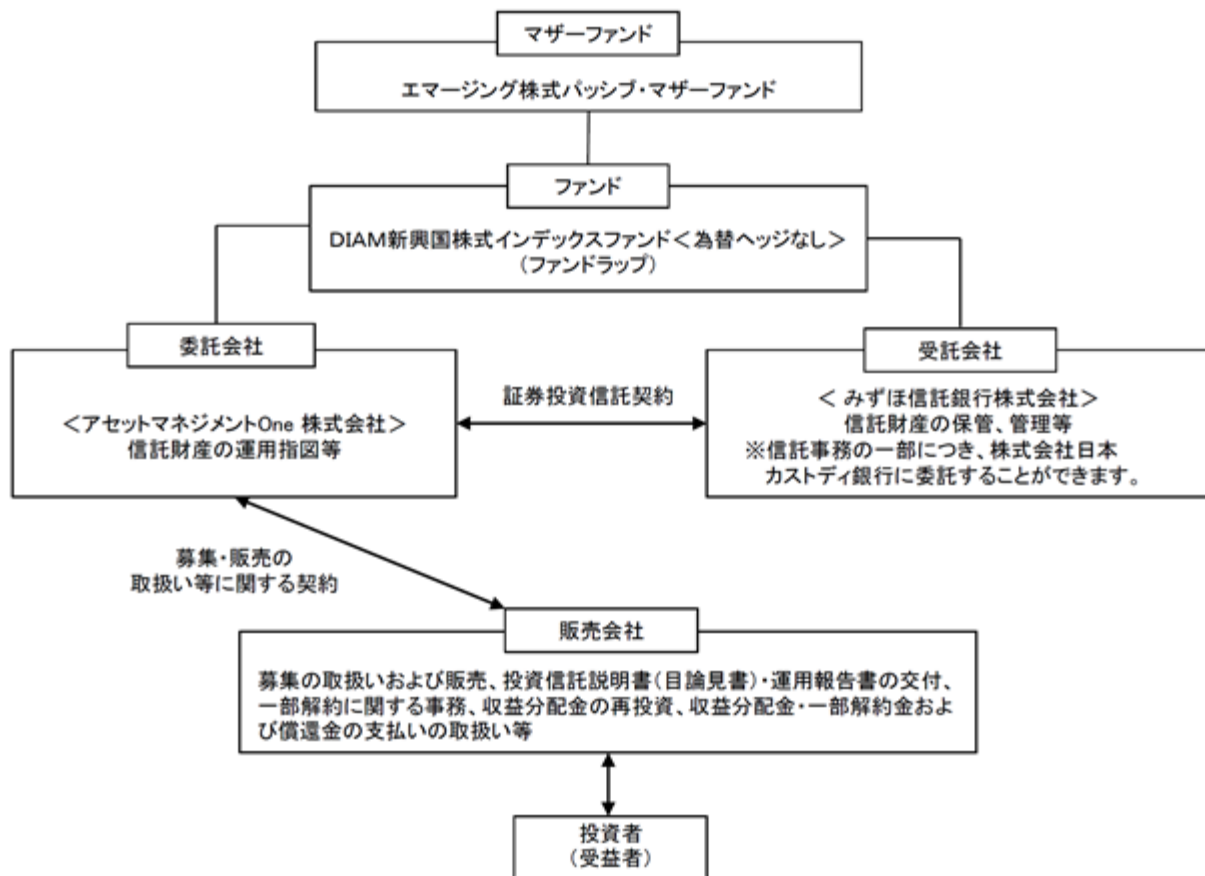 マザーファンド
エマージング株式パッシブ・マザーファンド
ファンド
DIAM新興国株式インデックスファンド<為替ヘッジなし>
(ファンドラップ)
委託会社
<アセットマネジメントOne 株式会社>
信託財産の運用指図等
証券投資信託契約
受託会社
< みずほ信託銀行株式会社>
信託財産の保管、管理等
※信託事務の一部につき、株式会社日本
カストディ銀行に委託することができます。
募集・販売の
取扱い等に関する契約
販売会社
募集の取扱いおよび販売、投資信託説明書(目論見書)・運用報告書の交付、
一部解約に関する事務、収益分配金の再投資、収益分配金・一部解約金およ
び償還金の支払いの取扱い等
投資者
(受益者)